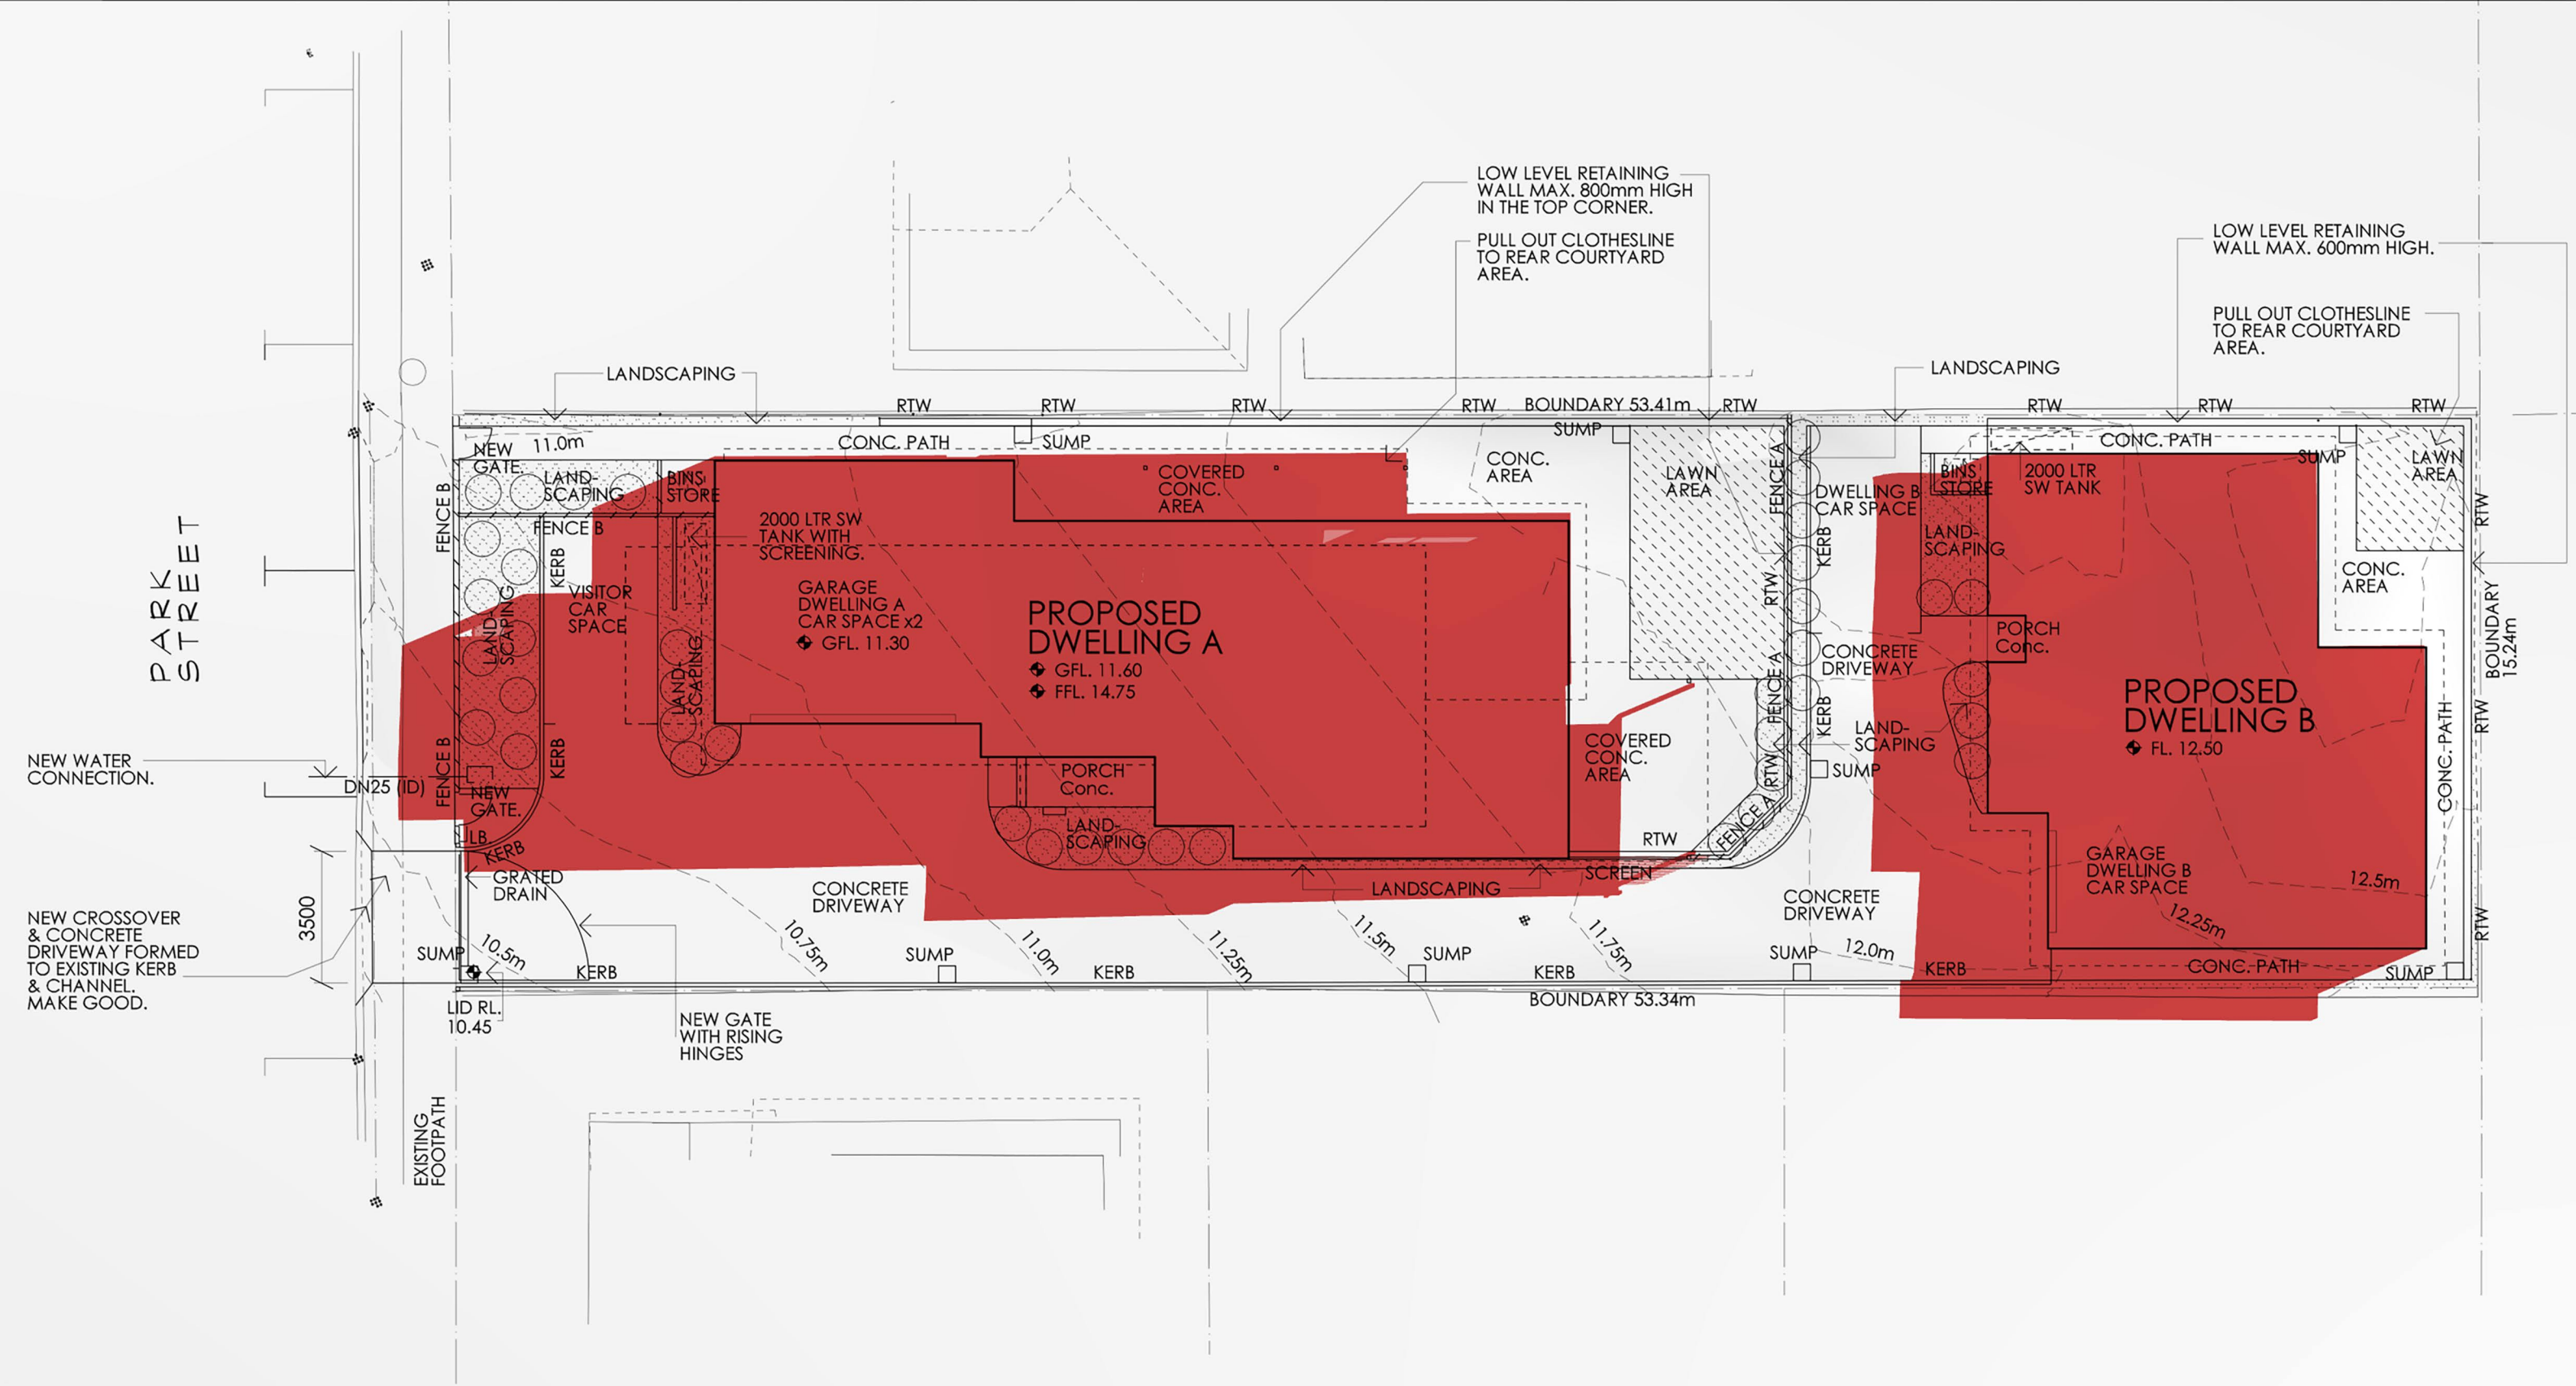 LOW LEVEL RETAINING
WALL MAX. 800mm HIGH
IN THE TOP CORNER.
PULL OUT CLOTHESLINE
TO REAR COURTYARD
AREA.
LOW LEVEL RETAINING
WALL MAX. 600mm HIGH.
PULL OUT CLOTHESLINE
TO REAR COURTYARD
AREA.
LANDSCAPING
LANDSCAPING
RTW
RTW
RTW
RTW
BOUNDARY 53.41m
RTW
RTW
RTW
RTW
NEW
GATE.
11.0m
CONC. PATH
SUMP
SUMP
CONC. PATH
SUMP
LAWN
AREA
LAND-
SCAPING
BINS
STORE
COVERED
CONC.
AREA
CONC.
AREA
LAWN
AREA
FENCE A
DWELLING B
CAR SPACE
BINS
STORE
2000 LTR
SW TANK
FENCE B
FENCE B
KERB
2000 LTR SW
TANK WITH
SCREENING.
KERB
LAND-
SCAPING
RTW
CONC.
AREA
PARK
STREET
VISITOR
CAR
SPACE
GARAGE
DWELLING A
CAR SPACE x2
GFL. 11.30
PROPOSED
DWELLING A
GFL. 11.60
FFL. 14.75
RTW
LAND-
SCAPING
LAND-
SCAPING
FENCE A
CONCRETE
DRIVEWAY
PORCH
Conc.
BOUNDARY
15.24m
PROPOSED
DWELLING B
FL. 12.50
KERB
LAND-
SCAPING
RTW
CONC. PATH
NEW WATER
CONNECTION.
DN25 (ID)
FENCE B
KERB
NEW
GATE.
LB
KERB
PORCH
Conc.
LAND-
SCAPING
COVERED
CONC.
AREA
RTW
SUMP
FENCE A
RTW
SCREEN
GARAGE
DWELLING B
CAR SPACE
12.5m
12.25m
RTW
3500
GRATED
DRAIN
CONCRETE
DRIVEWAY
LANDSCAPING
CONCRETE
DRIVEWAY
NEW CROSSOVER
& CONCRETE
DRIVEWAY FORMED
TO EXISTING KERB
& CHANNEL.
MAKE GOOD.
SUMP
10.5m
KERB
10.75m
SUMP
11.0m
KERB
11.25m
11.5m
SUMP
KERB
11.75m
SUMP
12.0m
KERB
CONC. PATH
SUMP
LID RL.
10.45
BOUNDARY 53.34m
NEW GATE
WITH RISING
HINGES
EXISTING
FOOTPATH